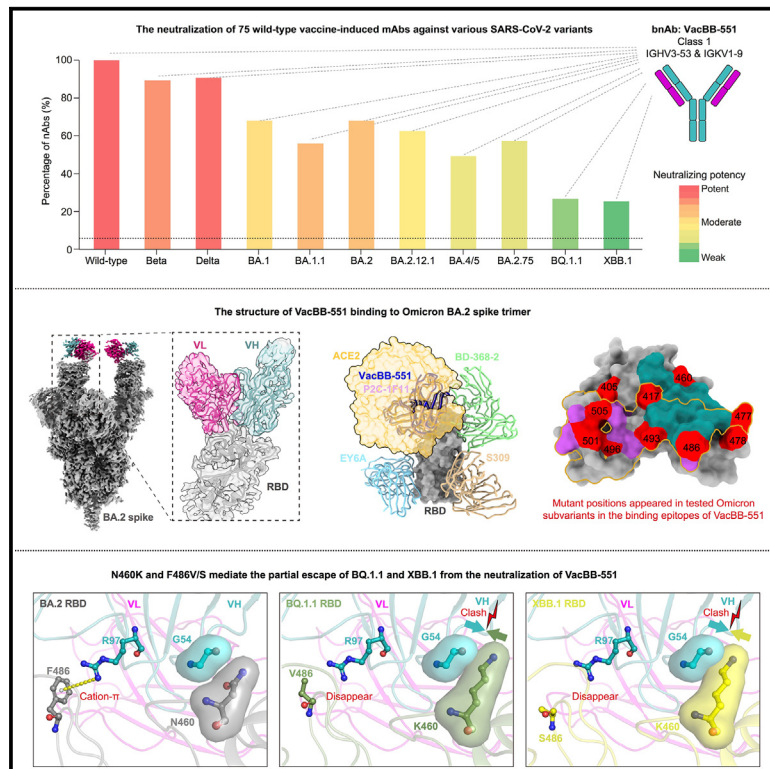 The neutralization of 75 wild-type vaccine-induced mAbs against various SARS-CoV-2 variants
bnAb: VacBB-551
Class 1
IGHV3-53 & IGKV1-9
Percentage of nAbs (%)
100
80
60
40
20
0
Wild-type
Beta
Delta
BA.1
BA.1.1
BA.2
BA.2.12.1
BA.4/5
BA.2.75
BQ.1.1
XBB.1
Neutralizing potency
Potent
Moderate
Weak
The structure of VacBB-551 binding to Omicron BA.2 spike trimer
BA.2 spike
VL
VH
RBD
ACE2
VacBB-551
P2C-1F11
BD-368-2
EY6A
S309
RBD
405
460
417
505
501
496
493
486
477
478
Mutant positions appeared in tested Omicron
subvariants in the binding epitopes of VacBB-551
N460K and F486V/S mediate the partial escape of BQ.1.1 and XBB.1 from the neutralization of VacBB-551
BA.2 RBD
VL
VH
R97
G54
F486
Cation-π
N460
BQ.1.1 RBD
VL
VH
Clash
R97
G54
V486
Disappear
K460
XBB.1 RBD
VL
VH
Clash
R97
G54
Disappear
S486
K460